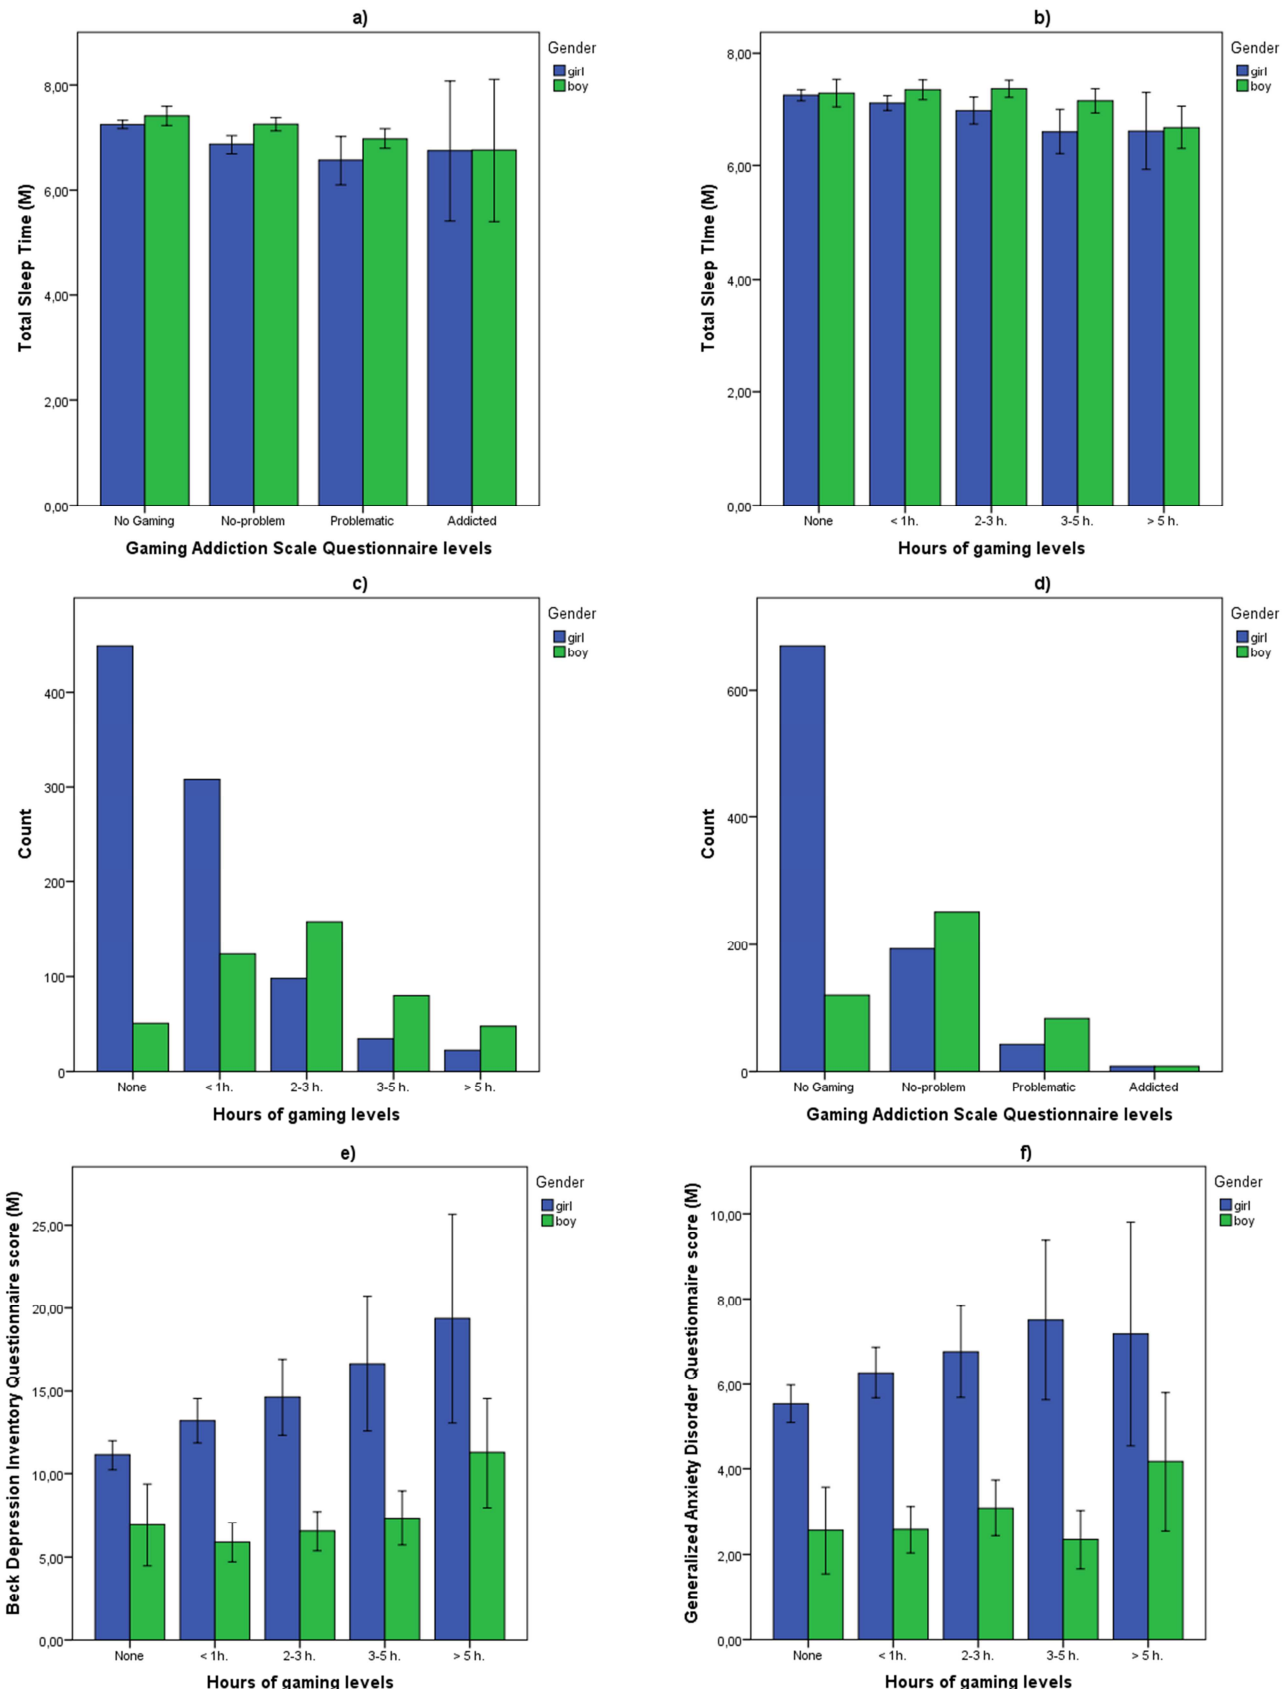 a)
Gender
girl
boy
8,00
6,00
4,00
2,00
0,00
Total Sleep Time (M)
No Gaming No-problem Problematic Addicted
Gaming Addiction Scale Questionnaire levels
b)
Gender
girl
boy
8,00
6,00
4,00
2,00
0,00
Total Sleep TIme (M)
None < 1h. 2-3 h. 3-5 h. > 5 h.
Hours of gaming levels
c)
Gender
girl
boy
400
300
200
100
0
Count
None < 1h. 2-3 h. 3-5 h. > 5 h.
Hours of gaming levels
d)
Gender
girl
boy
600
400
200
0
Count
No Gaming No-problem Problematic Addicted
Gaming Addiction Scale Questionnaire levels
e)
Gender
girl
boy
25,00
20,00
15,00
10,00
5,00
0,00
Beck Depression Inventory Questionnaire score (M)
None < 1h. 2-3 h. 3-5 h. > 5 h.
Hours of gaming levels
f)
Gender
girl
boy
10,00
8,00
6,00
4,00
2,00
0,00
Generalized Anxiety Disorder Questionnaire score (M)
None < 1h. 2-3 h. 3-5 h. > 5 h.
Hours of gaming levels